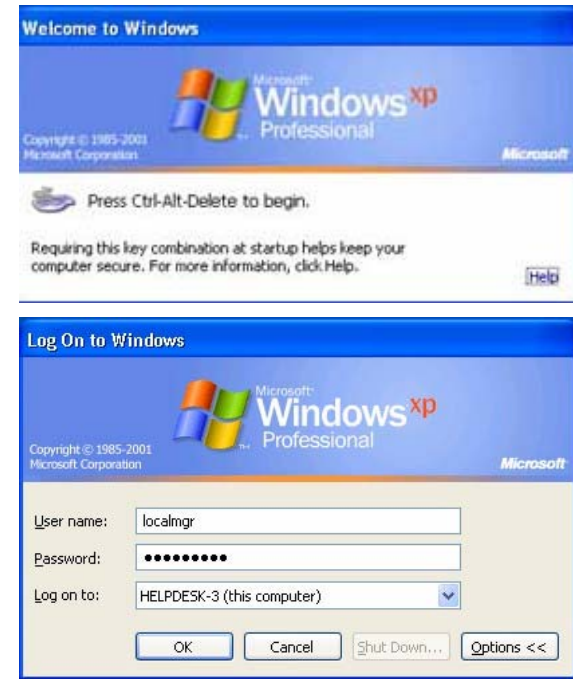 Welcome to Windows
Microsoft
Windows xp
Professional
Copyright © 1985-2001
Microsoft Corporation
Microsoft
Press Ctrl-Alt-Delete to begin.
Requiring this key combination at startup helps keep your
computer secure. For more information, click Help.
Help
Log On to Windows
Microsoft
Windows xp
Professional
Copyright © 1985-2001
Microsoft Corporation
Microsoft
User name: localmgr
Password: •••••••••
Log on to: HELPDESK-3 (this computer)
OK Cancel Shut Down... Options <<